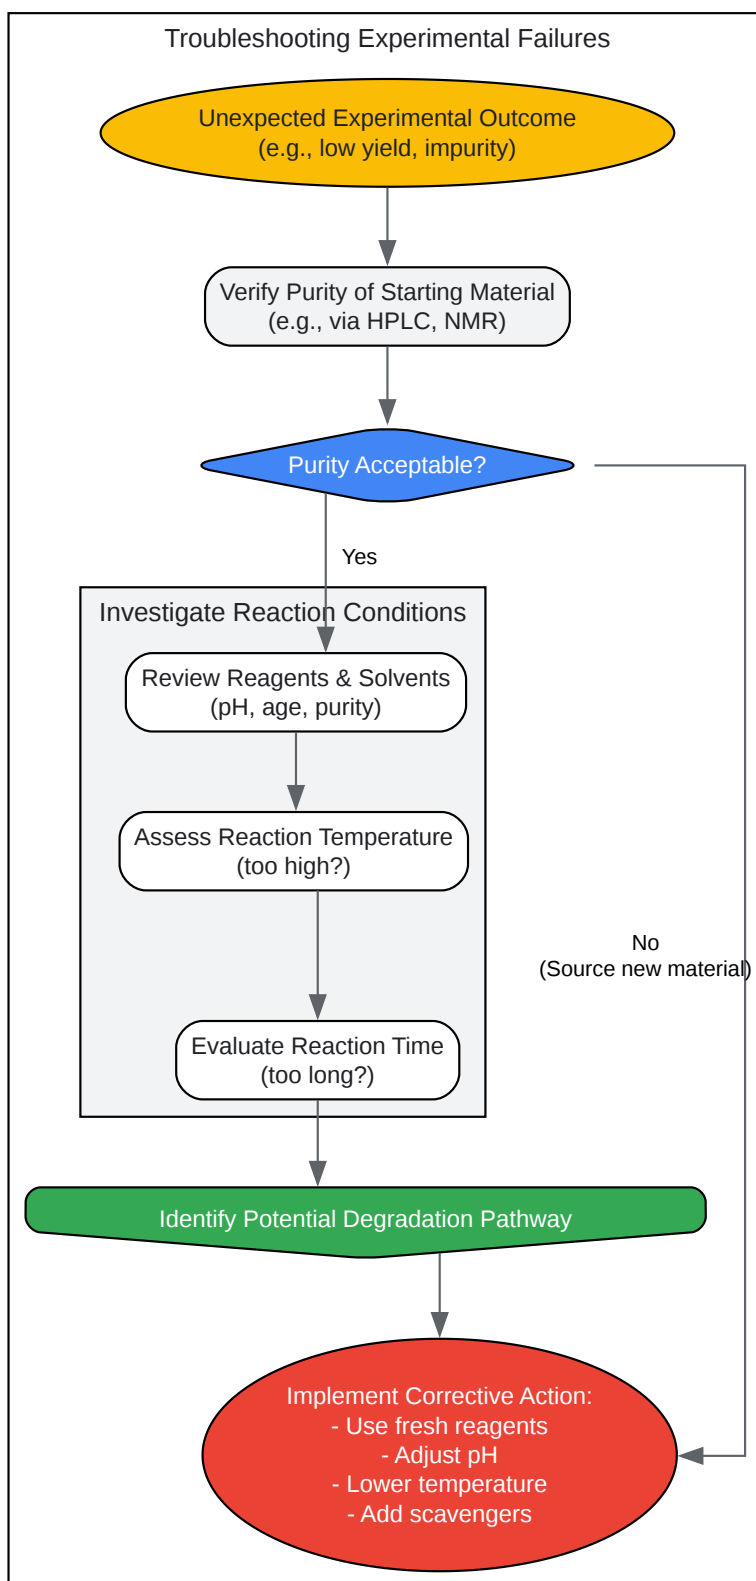 Troubleshooting Experimental Failures
Unexpected Experimental Outcome
(e.g., low yield, impurity)
Verify Purity of Starting Material
(e.g., via HPLC, NMR)
Purity Acceptable?
Yes
Investigate Reaction Conditions
Review Reagents & Solvents
(pH, age, purity)
Assess Reaction Temperature
(too high?)
No
(Source new material)
Evaluate Reaction Time
(too long?)
Identify Potential Degradation Pathway
Implement Corrective Action:
- Use fresh reagents
- Adjust pH
- Lower temperature
- Add scavengers